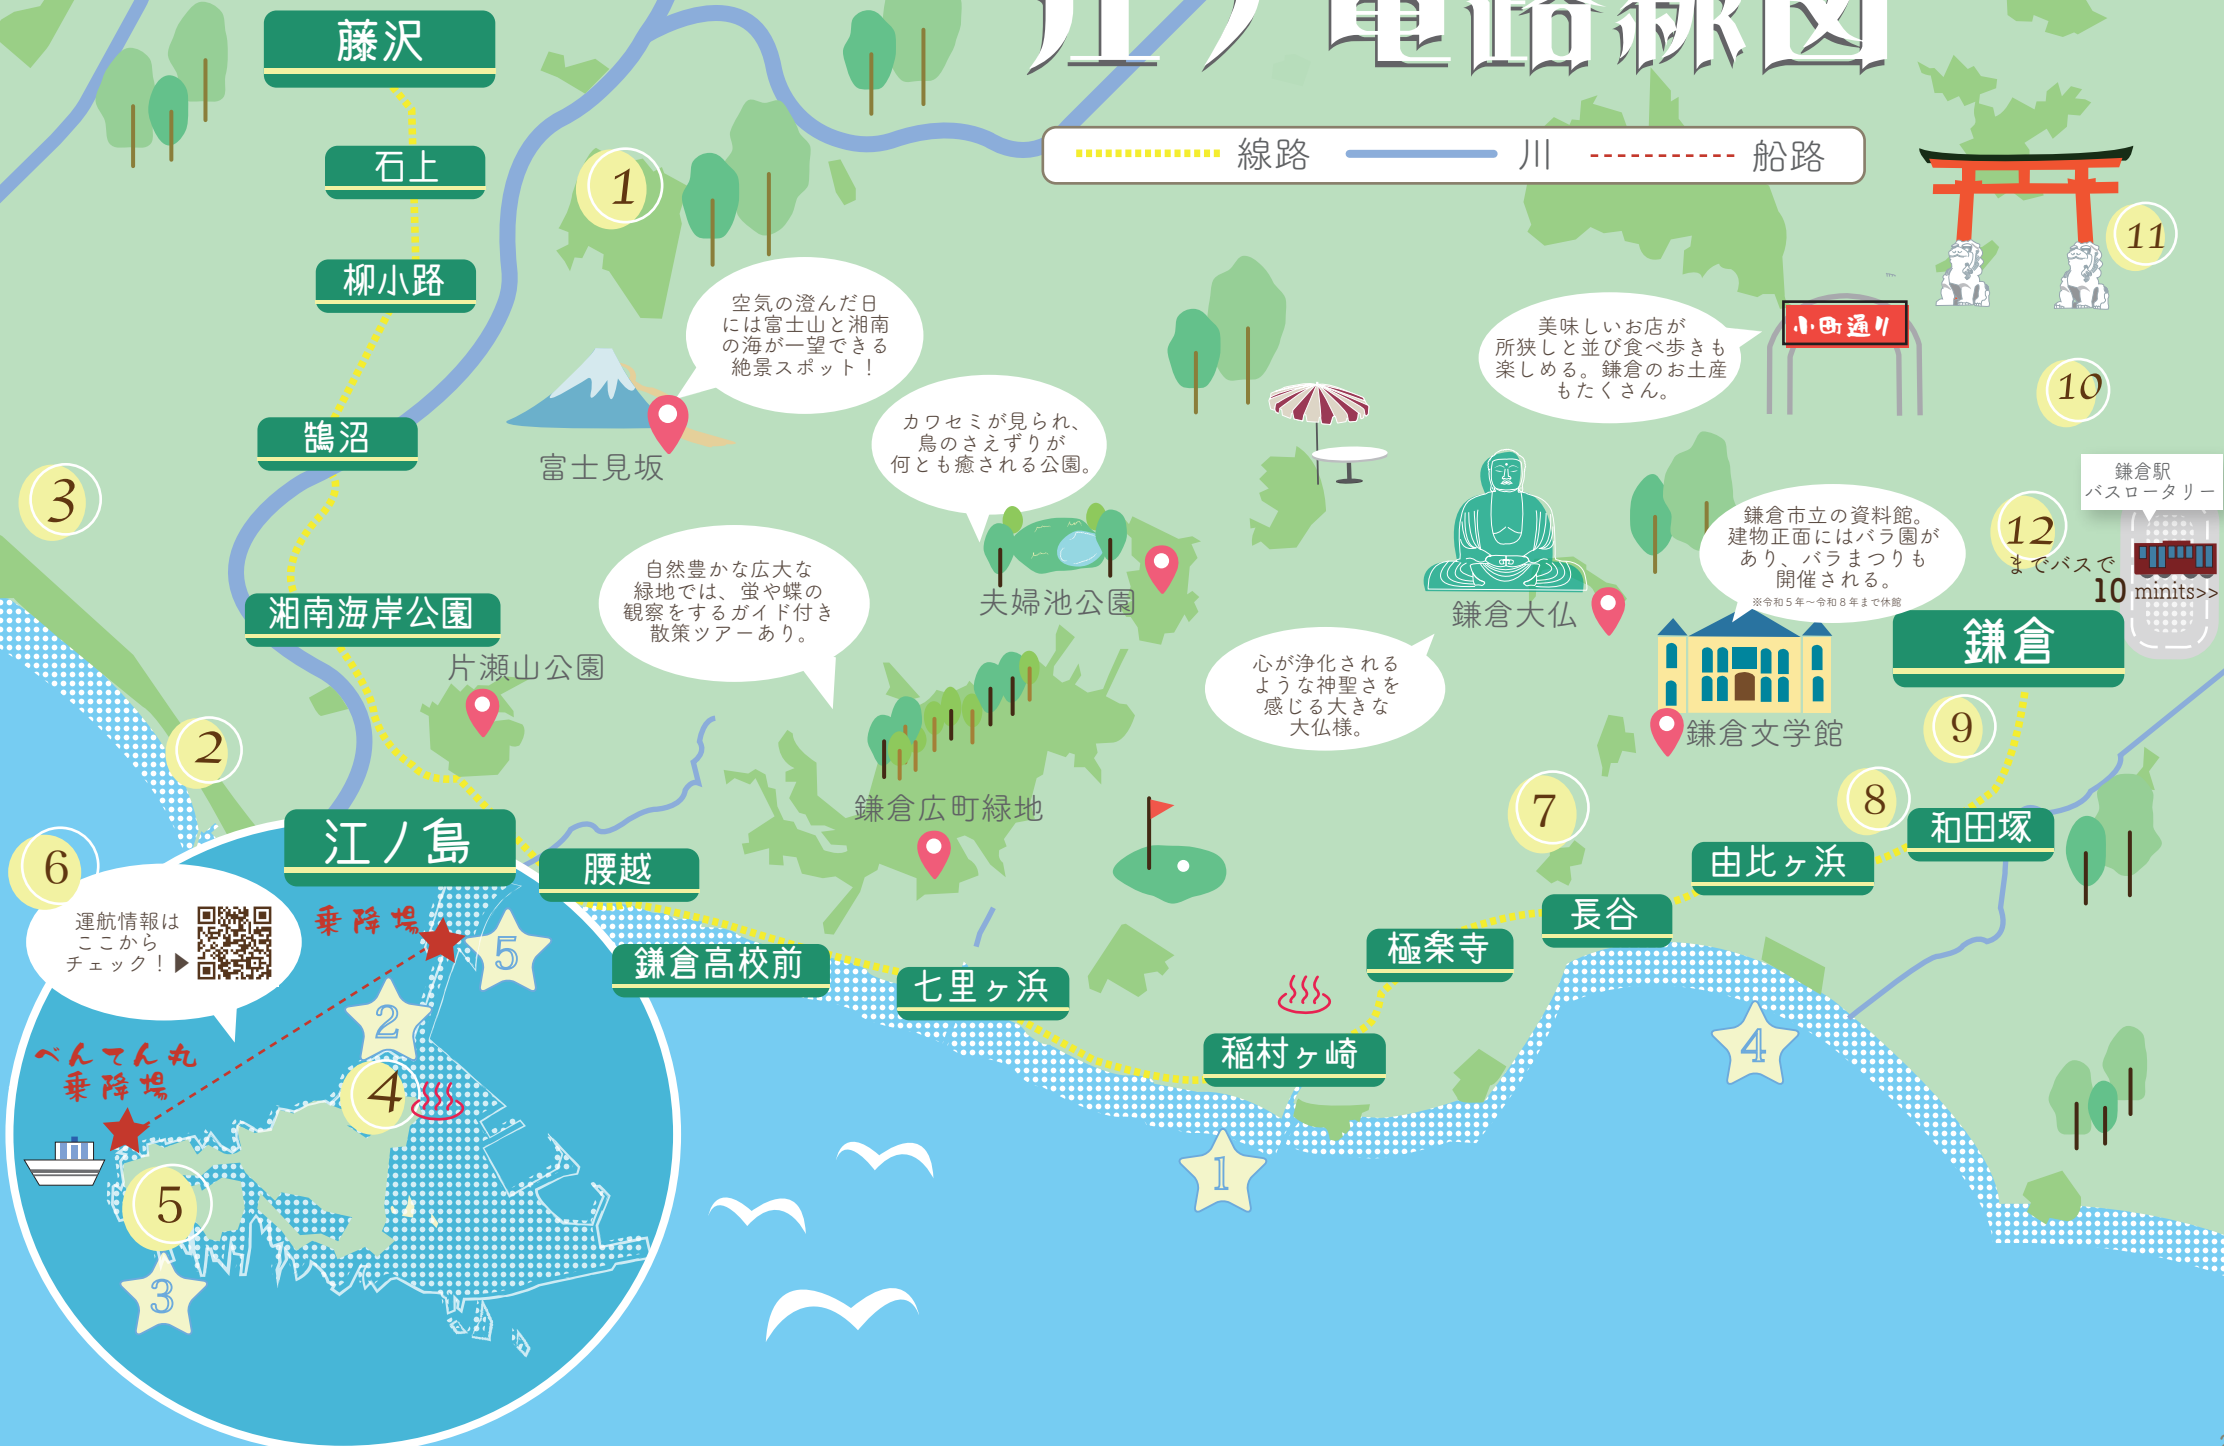 江ノ電路線図
線路
川
船路
藤沢
石上
柳小路
鵠沼
湘南海岸公園
江ノ島
腰越
鎌倉高校前
七里ヶ浜
稲村ヶ崎
極楽寺
長谷
由比ヶ浜
和田塚
鎌倉
1
空気の澄んだ日
には富士山と湘南
の海が一望できる
絶景スポット！
富士見坂
カワセミが見られ、
鳥のさえずりが
何とも癒される公園。
夫婦池公園
自然豊かな広大な
緑地では、蛍や蝶の
観察をするガイド付き
散策ツアーあり。
鎌倉広町緑地
片瀬山公園
美味しいお店が
所狭しと並び食べ歩きも
楽しめる。鎌倉のお土産
もたくさん。
小町通り
11
10
鎌倉駅
バスロータリー
12
までバスで
10 minits>>
鎌倉市立の資料館。
建物正面にはバラ園が
あり、バラまつりも
開催される。
※令和５年〜令和８年まで休館
鎌倉文学館
鎌倉大仏
心が浄化される
ような神聖さを
感じる大きな
大仏様。
3
2
9
8
7
6
運航情報は
ここから
チェック！▶
乗降場
5
2
4
べんてん丸
乗降場
5
3
1
4